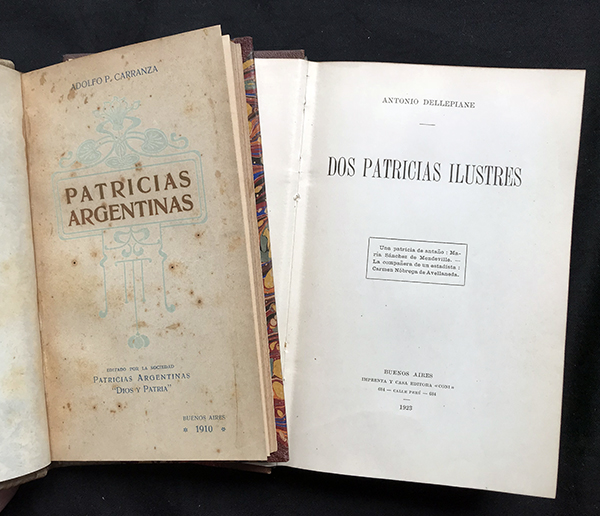 ADOLFO P. CARRANZA
PATRICIAS
ARGENTINAS
EDITADO POR LA SOCIEDAD
PATRICIAS ARGENTINAS
"DIOS Y PATRIA"
BUENOS AIRES
1910
ANTONIO DELLEPIANE
DOS PATRICIAS ILUSTRES
Una patricia de antaño: Ma-
ría Sánchez de Mendeville. —
La compañera de un estadista:
Carmen Nóbrega de Avellaneda.
BUENOS AIRES
IMPRENTA Y CASA EDITORA «CONI»
684 — CALLE PERÚ — 684
1923